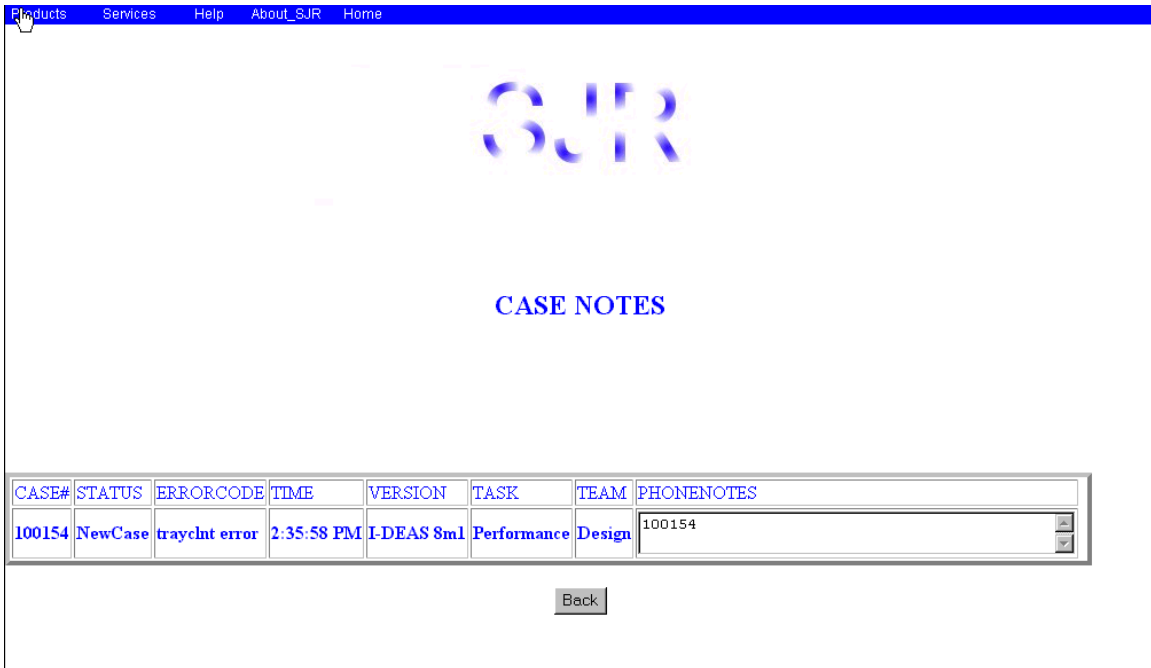 Products Services Help About_SJR Home
SJR
CASE NOTES
CASE# STATUS ERRORCODE TIME VERSION TASK TEAM PHONENOTES
100154 NewCase trayclnt error 2:35:58 PM I-DEAS 8m1 Performance Design 100154
Back